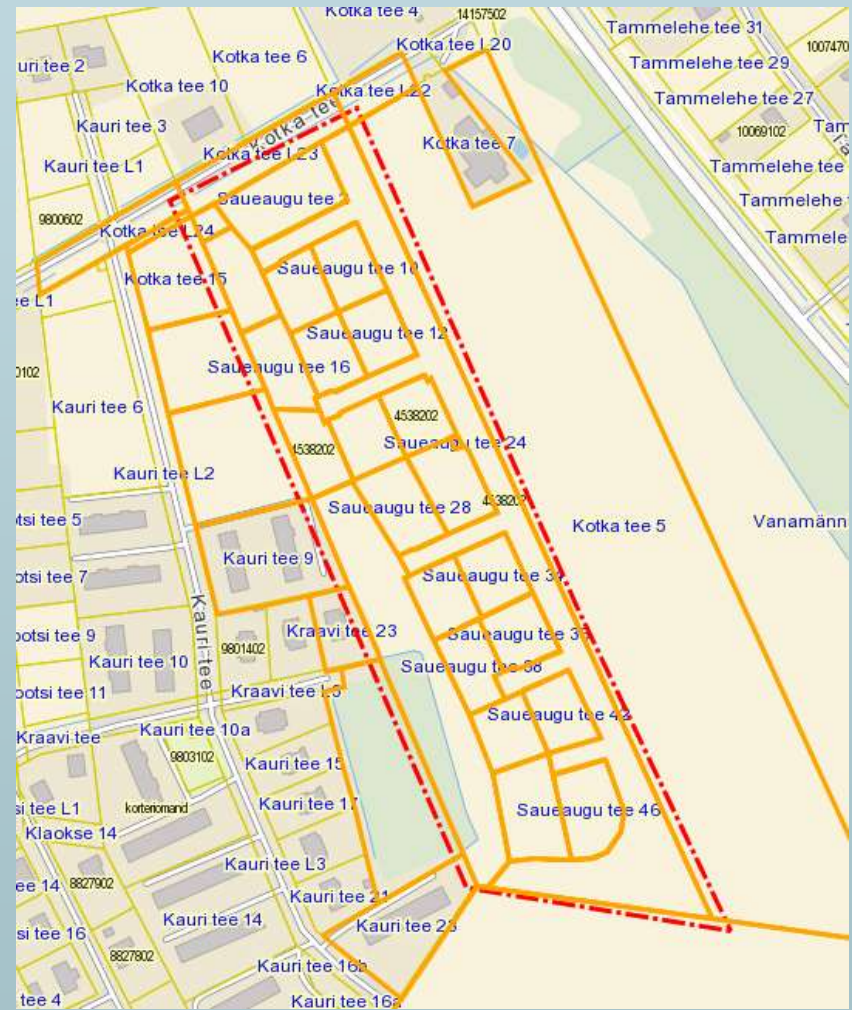 Kotka tee 4
14157502
Tammelehe tee 31
Kotka tee L20
1007470
uri tee 2
Kotka tee 6
Tammelehe tee 29
Kotka tee 10
Kotka tee L22
Tammelehe tee 27
Kotka-tee
Kauri tee 3
10069102
Tam
Kotka tee 7
Kotka tee L23
Kauri tee L1
Tammelehe tee
Saueaugu tee 2
Tammelehe
9800602
Kotka tee L24
Tammele
Saueaugu tee 10
Kotka tee 15
ee L1
Saueaugu tee 12
Saueaugu tee 16
0102
Kauri tee 6
4538202
4538202
Saueaugu tee 24
Kauri tee L2
4538202
Saueaugu tee 28
otsi tee 5
Kotka tee 5
Vanamänn
Kauri tee 9
otsi tee 7
Saueaugu tee 34
Kauri-tee
Kraavi tee 23
ootsi tee 9
9801402
Kauri tee 10
Saueaugu tee 38
ootsi tee 11
Kraavi tee L5
Saueaugu tee 42
Kraavi tee
Kauri tee 10a
9803102
Kauri tee 15
si tee L1
korteriomand
Kauri tee 17
Saueaugu tee 46
Klaokse 14
Kauri tee L3
ee 14
8827902
Kauri tee 21
Kauri tee 14
Kauri tee 23
si tee 16
8827802
Kauri tee 16b
tee 4
Kauri tee 16a